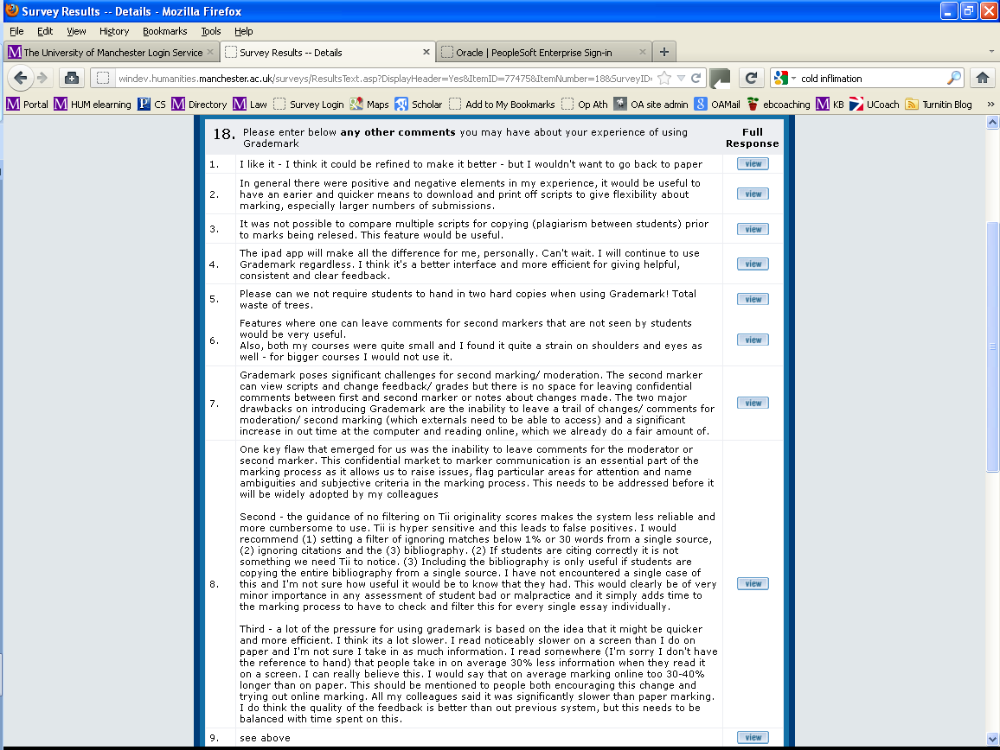 Survey Results -- Details - Mozilla Firefox
File Edit View History Bookmarks Tools Help
The University of Manchester Login Service
Survey Results -- Details
Oracle | PeopleSoft Enterprise Sign-in
windev.humanities.manchester.ac.uk/surveys/ResultsText.asp?DisplayHeader=Yes&ItemID=77475&ItemNumber=18&SurveyID=
cold inflimation
Portal HUM elearning CS Directory Law Survey Login Maps Scholar Add to My Bookmarks Op Ath OA site admin OAMail ebcoaching KB UCoach Turnitin Blog »
18. Please enter below any other comments you may have about your experience of using
Grademark
Full
Response
1. I like it - I think it could be refined to make it better - but I wouldn't want to go back to paper view
In general there were positive and negative elements in my experience, it would be useful to
2. have an earier and quicker means to download and print off scripts to give flexibility about view
marking, especially larger numbers of submissions.
3. It was not possible to compare multiple scripts for copying (plagiarism between students) prior view
to marks being relesed. This feature would be useful.
The ipad app will make all the difference for me, personally. Can't wait. I will continue to use
4. Grademark regardless. I think it's a better interface and more efficient for giving helpful, view
consistent and clear feedback.
5. Please can we not require students to hand in two hard copies when using Grademark! Total view
waste of trees.
Features where one can leave comments for second markers that are not seen by students
would be very useful.
6. Also, both my courses were quite small and I found it quite a strain on shoulders and eyes as view
well - for bigger courses I would not use it.
Grademark poses significant challenges for second marking/ moderation. The second marker
can view scripts and change feedback/ grades but there is no space for leaving confidential
7. comments between first and second marker or notes about changes made. The two major view
drawbacks on introducing Grademark are the inability to leave a trail of changes/ comments for
moderation/ second marking (which externals need to be able to access) and a significant
increase in out time at the computer and reading online, which we already do a fair amount of.
One key flaw that emerged for us was the inability to leave comments for the moderator or
second marker. This confidential market to marker communication is an essential part of the
marking process as it allows us to raise issues, flag particular areas for attention and name
ambiguities and subjective criteria in the marking process. This needs to be addressed before it
will be widely adopted by my colleagues
Second - the guidance of no filtering on Tii originality scores makes the system less reliable and
more cumbersome to use. Tii is hyper sensitive and this leads to false positives. I would
recommend (1) setting a filter of ignoring matches below 1% or 30 words from a single source,
(2) ignoring citations and the (3) bibliography. (2) If students are citing correctly it is not
something we need Tii to notice. (3) Including the bibliography is only useful if students are
copying the entire bibliography from a single source. I have not encountered a single case of
8. this and I'm not sure how useful it would be to know that they had. This would clearly be of very view
minor importance in any assessment of student bad or malpractice and it simply adds time to
the marking process to have to check and filter this for every single essay individually.
Third - a lot of the pressure for using grademark is based on the idea that it might be quicker
and more efficient. I think its a lot slower. I read noticeably slower on a screen than I do on
paper and I'm not sure I take in as much information. I read somewhere (I'm sorry I don't have
the reference to hand) that people take in on average 30% less information when they read it
on a screen. I can really believe this. I would say that on average marking online too 30-40%
longer than on paper. This should be mentioned to people both encouraging this change and
trying out online marking. All my colleagues said it was significantly slower than paper marking.
I do think the quality of the feedback is better than out previous system, but this needs to be
balanced with time spent on this.
9. see above view